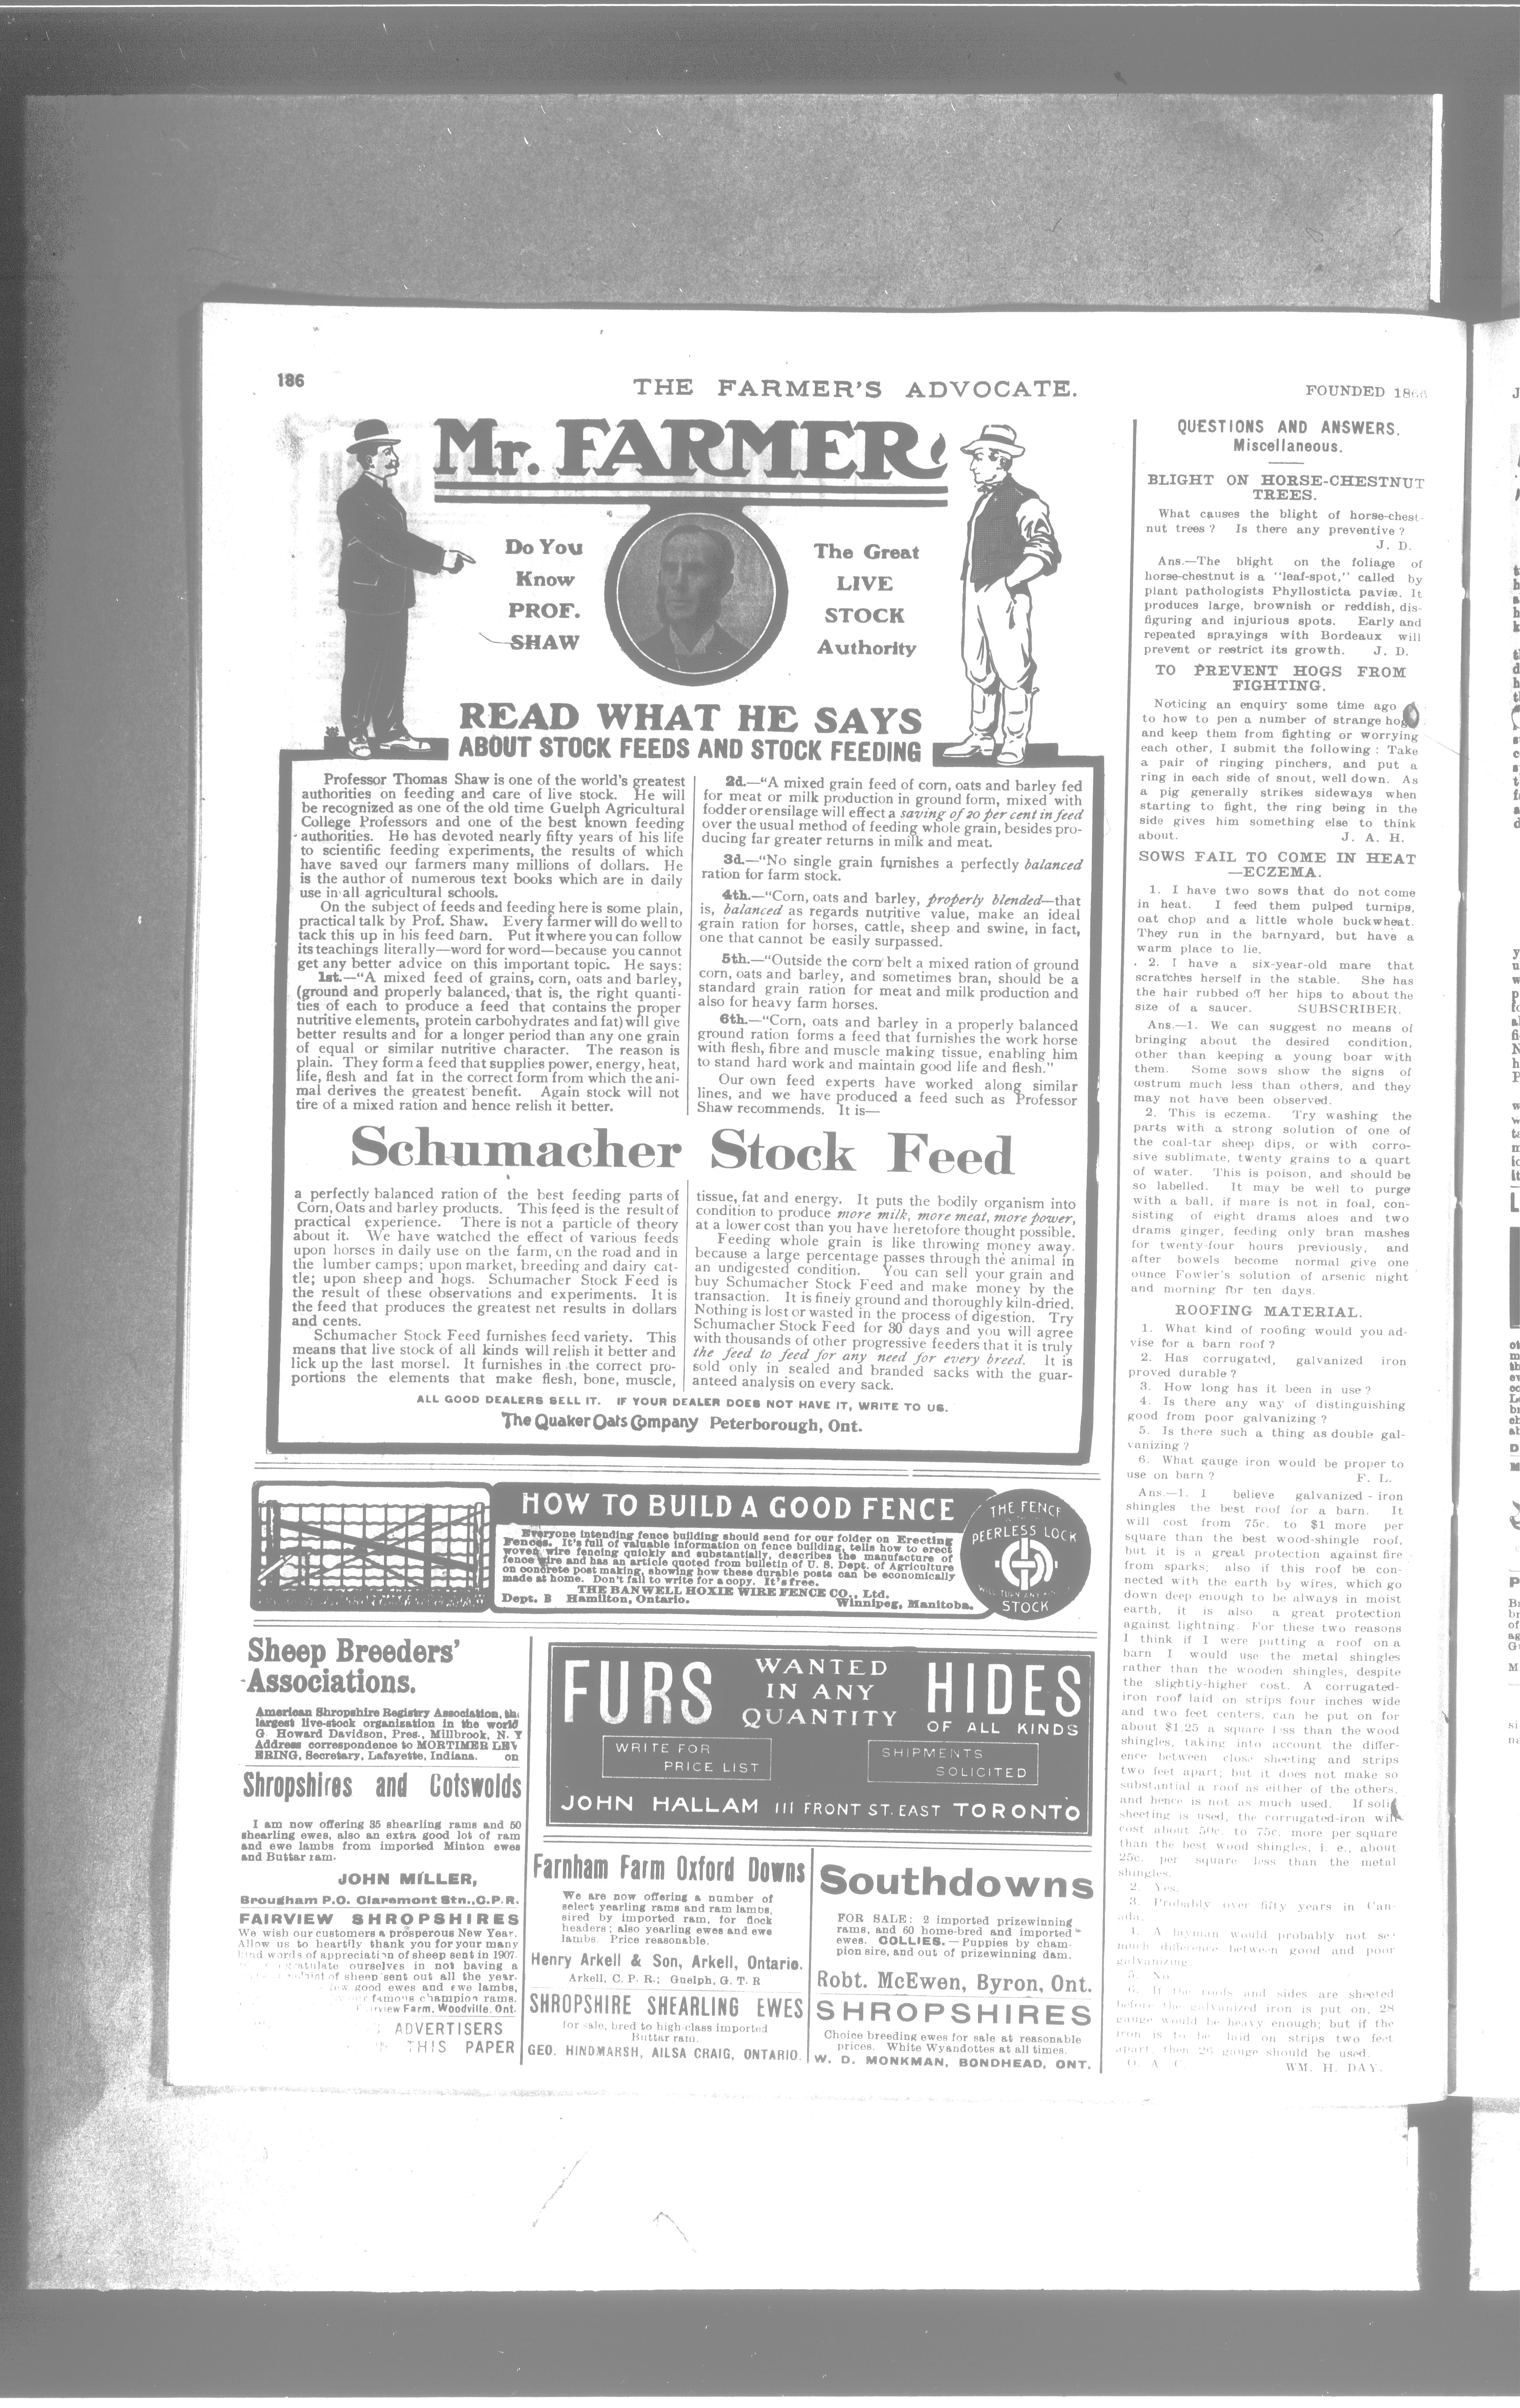 186
THE FARMER'S ADVOCATE.
FOUNDED
Mr. FARMER
Do You
Know
PROF.
SHAW
The Great
LIVE
STOCK
Authority
READ WHAT HE SAYS
ABOUT STOCK FEEDS AND STOCK FEEDING
Professor Thomas Shaw is one of the world's greatest
authorities on feeding and care of live stock. He will
be recognized as one of the old time Guelph Agricultural
College Professors and one of the best known feeding
authorities. He has devoted nearly fifty years of his life
to scientific feeding experiments, the results of which
have saved our farmers many millions of dollars. He
is the author of numerous text books which are in daily
use in all agricultural schools.
On the subject of feeds and feeding here is some plain,
practical talk by Prof. Shaw. Every farmer will do well to
tack this up in his feed barn. Put it where you can follow
its teachings literally—word for word—because you cannot
get any better advice on this important topic. He says:
1st.—"A mixed feed of grains, corn, oats and barley,
(ground and properly balanced, that is, the right quanti-
ties of each to produce a feed that contains the proper
nutritive elements, protein carbohydrates and fat) will give
better results and for a longer period than any one grain
of equal or similar nutritive character. The reason is
plain. They form a feed that supplies power, energy, heat,
life, flesh and fat in the correct form from which the ani-
mal derives the greatest benefit. Again stock will not
tire of a mixed ration and hence relish it better.
2d.—"A mixed grain feed of corn, oats and barley fed
for meat or milk production in ground form, mixed with
fodder or ensilage will effect a saving of 20 per cent in feed
over the usual method of feeding whole grain, besides pro-
ducing far greater returns in milk and meat.
3d.—"No single grain furnishes a perfectly balanced
ration for farm stock.
4th.—"Corn, oats and barley, properly blended—that
is, balanced as regards nutritive value, make an ideal
grain ration for horses, cattle, sheep and swine, in fact,
one that cannot be easily surpassed.
5th.—"Outside the corn belt a mixed ration of ground
corn, oats and barley, and sometimes bran, should be a
standard grain ration for meat and milk production and
also for heavy farm horses.
6th.—"Corn, oats and barley in a properly balanced
ground ration forms a feed that furnishes the work horse
with flesh, fibre and muscle making tissue, enabling him
to stand hard work and maintain good life and flesh."
Our own feed experts have worked along similar
lines, and we have produced a feed such as Professor
Shaw recommends. It is—
Schumacher Stock Feed
a perfectly balanced ration of the best feeding parts of
Corn, Oats and barley products. This feed is the result of
practical experience. There is not a particle of theory
about it. We have watched the effect of various feeds
upon horses in daily use on the farm, on the road and in
the lumber camps; upon market, breeding and dairy cat-
tle; upon sheep and hogs. Schumacher Stock Feed is
the result of these observations and experiments. It is
the feed that produces the greatest net results in dollars
and cents.
Schumacher Stock Feed furnishes feed variety. This
means that live stock of all kinds will relish it better and
lick up the last morsel. It furnishes in the correct pro-
portions the elements that make flesh, bone, muscle,
tissue, fat and energy. It puts the bodily organism into
condition to produce more milk, more meat, more power,
at a lower cost than you have heretofore thought possible.
Feeding whole grain is like throwing money away.
because a large percentage passes through the animal in
an undigested condition. You can sell your grain and
buy Schumacher Stock Feed and make money by the
transaction. It is finely ground and thoroughly kiln-dried.
Nothing is lost or wasted in the process of digestion. Try
Schumacher Stock Feed for 30 days and you will agree
with thousands of other progressive feeders that it is truly
the feed to feed for any need for every breed. It is
sold only in sealed and branded sacks with the guar-
anteed analysis on every sack.
ALL GOOD DEALERS SELL IT. IF YOUR DEALER DOES NOT HAVE IT, WRITE TO US.
The Quaker Oats Company Peterborough, Ont.
HOW TO BUILD A GOOD FENCE
Everyone intending fence building should send for our folder on Erecting
Fences. It's full of valuable information on fence building, tells how to erect
woven wire fencing quickly and substantially, describes the manufacture of
fence wire and has an article quoted from bulletin of U. S. Dept. of Agriculture
on concrete post making, showing how these durable posts can be economically
made at home. Don't fail to write for a copy. It's free.
THE BANWELL HOXIE WIRE FENCE CO., Ltd.
Dept. B Hamilton, Ontario. Winnipeg, Manitoba.
THE FENCE
PEERLESS LOCK
WILL TURN ANY
STOCK
Sheep Breeders'
Associations.
American Shropshire Registry Association, the
largest live-stock organization in the world
G Howard Davidson, Pres., Millbrook, N. Y
Address correspondence to MORTIMER LEV
ERING, Secretary, Lafayette, Indiana. om
Shropshires and Cotswolds
I am now offering 35 shearling rams and 50
shearling ewes, also an extra good lot of ram
and ewe lambs from imported Minton ewes
and Buttar ram.
JOHN MILLER,
Brougham P.O. Claremont Stn., C.P.R.
FAIRVIEW SHROPSHIRES
We wish our customers a prosperous New Year.
Allow us to heartily thank you for your many
kind words of appreciation of sheep sent in 1907
ourselves in not having a
of sheep sent out all the year.
good ewes and ewe lambs,
famous champion rams.
Farm, Woodville, Ont.
ADVERTISERS
THIS PAPER
FURS
WANTED
IN ANY
QUANTITY
HIDES
OF ALL KINDS
WRITE FOR
PRICE LIST
SHIPMENTS
SOLICITED
JOHN HALLAM 111 FRONT ST. EAST TORONTO
Farnham Farm Oxford Downs
We are now offering a number of
select yearling rams and ram lambs,
sired by imported ram, for flock
headers; also yearling ewes and ewe
lambs. Price reasonable.
Henry Arkell & Son, Arkell, Ontario.
Arkell, C. P. R.; Guelph, G. T. R
SHROPSHIRE SHEARLING EWES
for sale, bred to high-class imported
Buttar ram.
GEO. HINDMARSH, AILSA CRAIG, ONTARIO.
Southdowns
FOR SALE: 2 imported prizewinning
rams, and 60 home-bred and imported
ewes. COLLIES.—Puppies by cham-
pion sire, and out of prizewinning dam.
Robt. McEwen, Byron, Ont.
SHROPSHIRES
Choice breeding ewes for sale at reasonable
prices. White Wyandottes at all times.
W. D. MONKMAN, BONDHEAD, ONT.
QUESTIONS AND ANSWERS.
Miscellaneous.
BLIGHT ON HORSE-CHESTNUT
TREES.
What causes the blight of horse-chest-
nut trees? Is there any preventive?
J. D.
Ans.—The blight on the foliage of
horse-chestnut is a "leaf-spot," called by
plant pathologists Phyllosticta paviæ. It
produces large, brownish or reddish, dis-
figuring and injurious spots. Early and
repeated sprayings with Bordeaux will
prevent or restrict its growth. J. D.
TO PREVENT HOGS FROM
FIGHTING.
Noticing an enquiry some time ago
to how to pen a number of strange
and keep them from fighting or worrying
each other, I submit the following: Take
a pair of ringing pinchers, and put a
ring in each side of snout, well down. As
a pig generally strikes sideways when
starting to fight, the ring being in the
side gives him something else to think
about. J. A. H.
SOWS FAIL TO COME IN HEAT
—ECZEMA.
1. I have two sows that do not come
in heat. I feed them pulped turnips,
oat chop and a little whole buckwheat.
They run in the barnyard, but have a
warm place to lie.
2. I have a six-year-old mare that
scratches herself in the stable. She has
the hair rubbed off her hips to about the
size of a saucer. SUBSCRIBER.
Ans.—1. We can suggest no means of
bringing about the desired condition,
other than keeping a young boar with
them. Some sows show the signs of
œstrum much less than others, and they
may not have been observed.
2. This is eczema. Try washing the
parts with a strong solution of one of
the coal-tar sheep dips, or with corro-
sive sublimate, twenty grains to a quart
of water. This is poison, and should be
so labelled. It may be well to purge
with a ball, if mare is not in foal, con-
sisting of eight drams aloes and two
drams ginger, feeding only bran mashes
for twenty-four hours previously, and
after bowels become normal give one
ounce Fowler's solution of arsenic night
and morning for ten days.
ROOFING MATERIAL.
1. What kind of roofing would you ad-
vise for a barn roof?
2. Has corrugated, galvanized iron
proved durable?
3. How long has it been in use?
4. Is there any way of distinguishing
good from poor galvanizing?
5. Is there such a thing as double gal-
vanizing?
6. What gauge iron would be proper to
use on barn? F. L.
Ans.—1. I believe galvanized-iron
shingles the best roof for a barn. It
will cost from 75c. to $1 more per
square than the best wood-shingle roof,
but it is a great protection against fire
from sparks; also if this roof be con-
nected with the earth by wires, which go
down deep enough to be always in moist
earth, it is also a great protection
against lightning. For these two reasons
I think if I were putting a roof on a
barn I would use the metal shingles
rather than the wooden shingles, despite
the slightly-higher cost. A corrugated-
iron roof laid on strips four inches wide
and two feet centers, can be put on for
about $1.25 a square less than the wood
shingles, taking into account the differ-
ence between close sheeting and strips
two feet apart; but it does not make so
substantial a roof as either of the others,
and hence is not as much used. If solid
sheeting is used, the corrugated-iron will
cost about 50c. to 75c. more per square
than the best wood shingles, i. e., about
25c. per square less than the metal
shingles.
2. Yes.
3. Probably over fifty years in Can-
ada.
4. A layman would probably not see
much difference between good and poor
galvanizing.
5. No.
6. If the roofs and sides are sheeted
before the galvanized iron is put on, 28
gauge would be heavy enough; but if the
iron is to be laid on strips two feet
apart, then 26 gauge should be used.
O. A. C. WM. H. DAY.